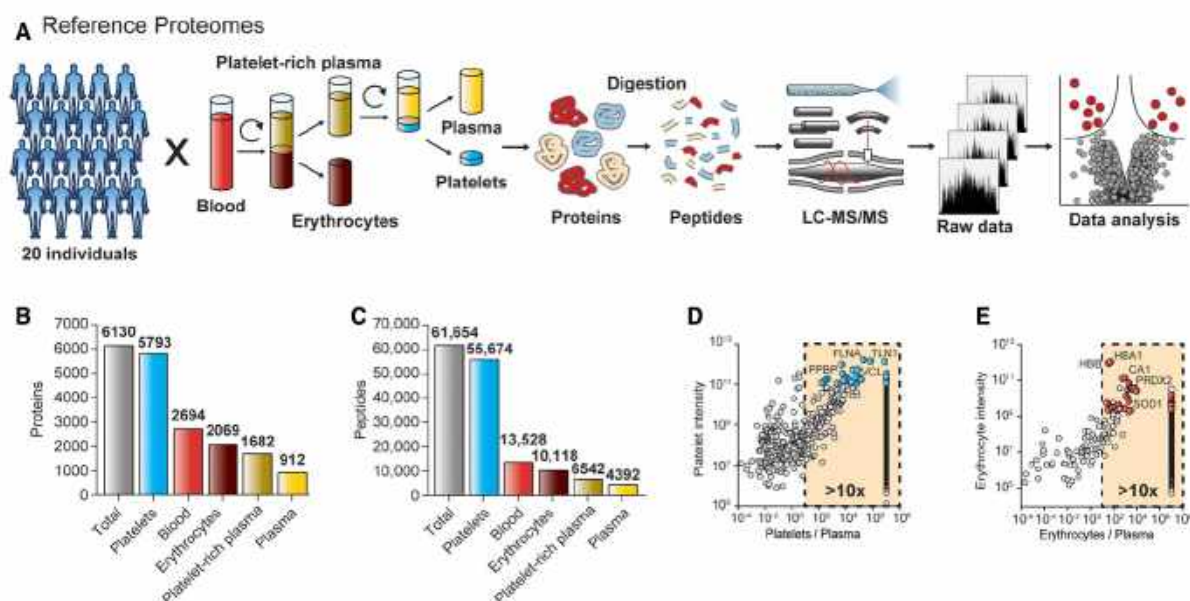 A Reference Proteomes
Platelet-rich plasma
Plasma
Platelets
Blood
Erythrocytes
20 individuals
X
Digestion
Proteins
Peptides
LC-MS/MS
Raw data
Data analysis
B
Proteins
7000
6000
5000
4000
3000
2000
1000
0
6130
5793
2694
2069
1682
912
Total
Platelets
Blood
Erythrocytes
Platelet-rich plasma
Plasma
C
Peptides
70,000
60,000
50,000
40,000
30,000
20,000
10,000
0
61,654
55,674
13,528
10,118
6542
4392
Total
Platelets
Blood
Erythrocytes
Platelet-rich plasma
Plasma
D
Platelet intensity
FLNA
TLN1
PPBP
>10x
Platelets / Plasma
E
Erythrocyte intensity
HBA1
HBB
CA1
PRDX2
SOD1
>10x
Erythrocytes / Plasma